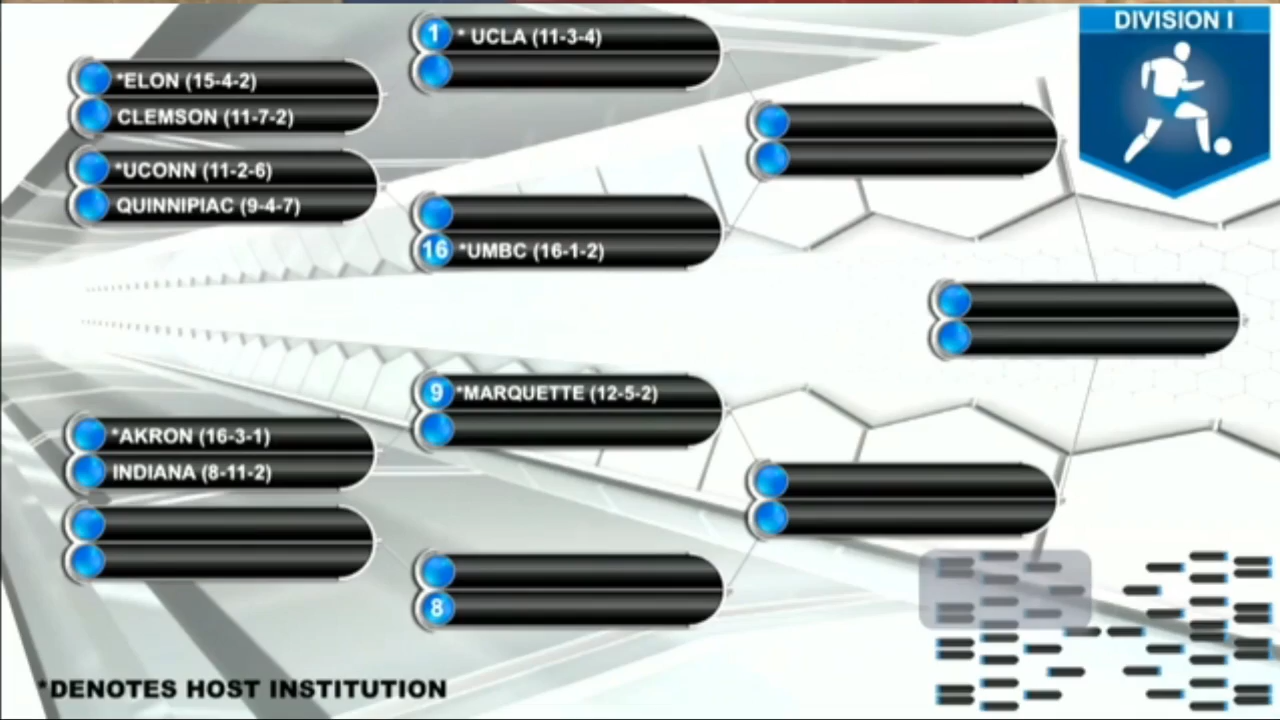 DIVISION I
1 * UCLA (11-3-4)
*ELON (15-4-2)
CLEMSON (11-7-2)
*UCONN (11-2-6)
QUINNIPIAC (9-4-7)
16 *UMBC (16-1-2)
9 *MARQUETTE (12-5-2)
*AKRON (16-3-1)
INDIANA (8-11-2)
8
*DENOTES HOST INSTITUTION